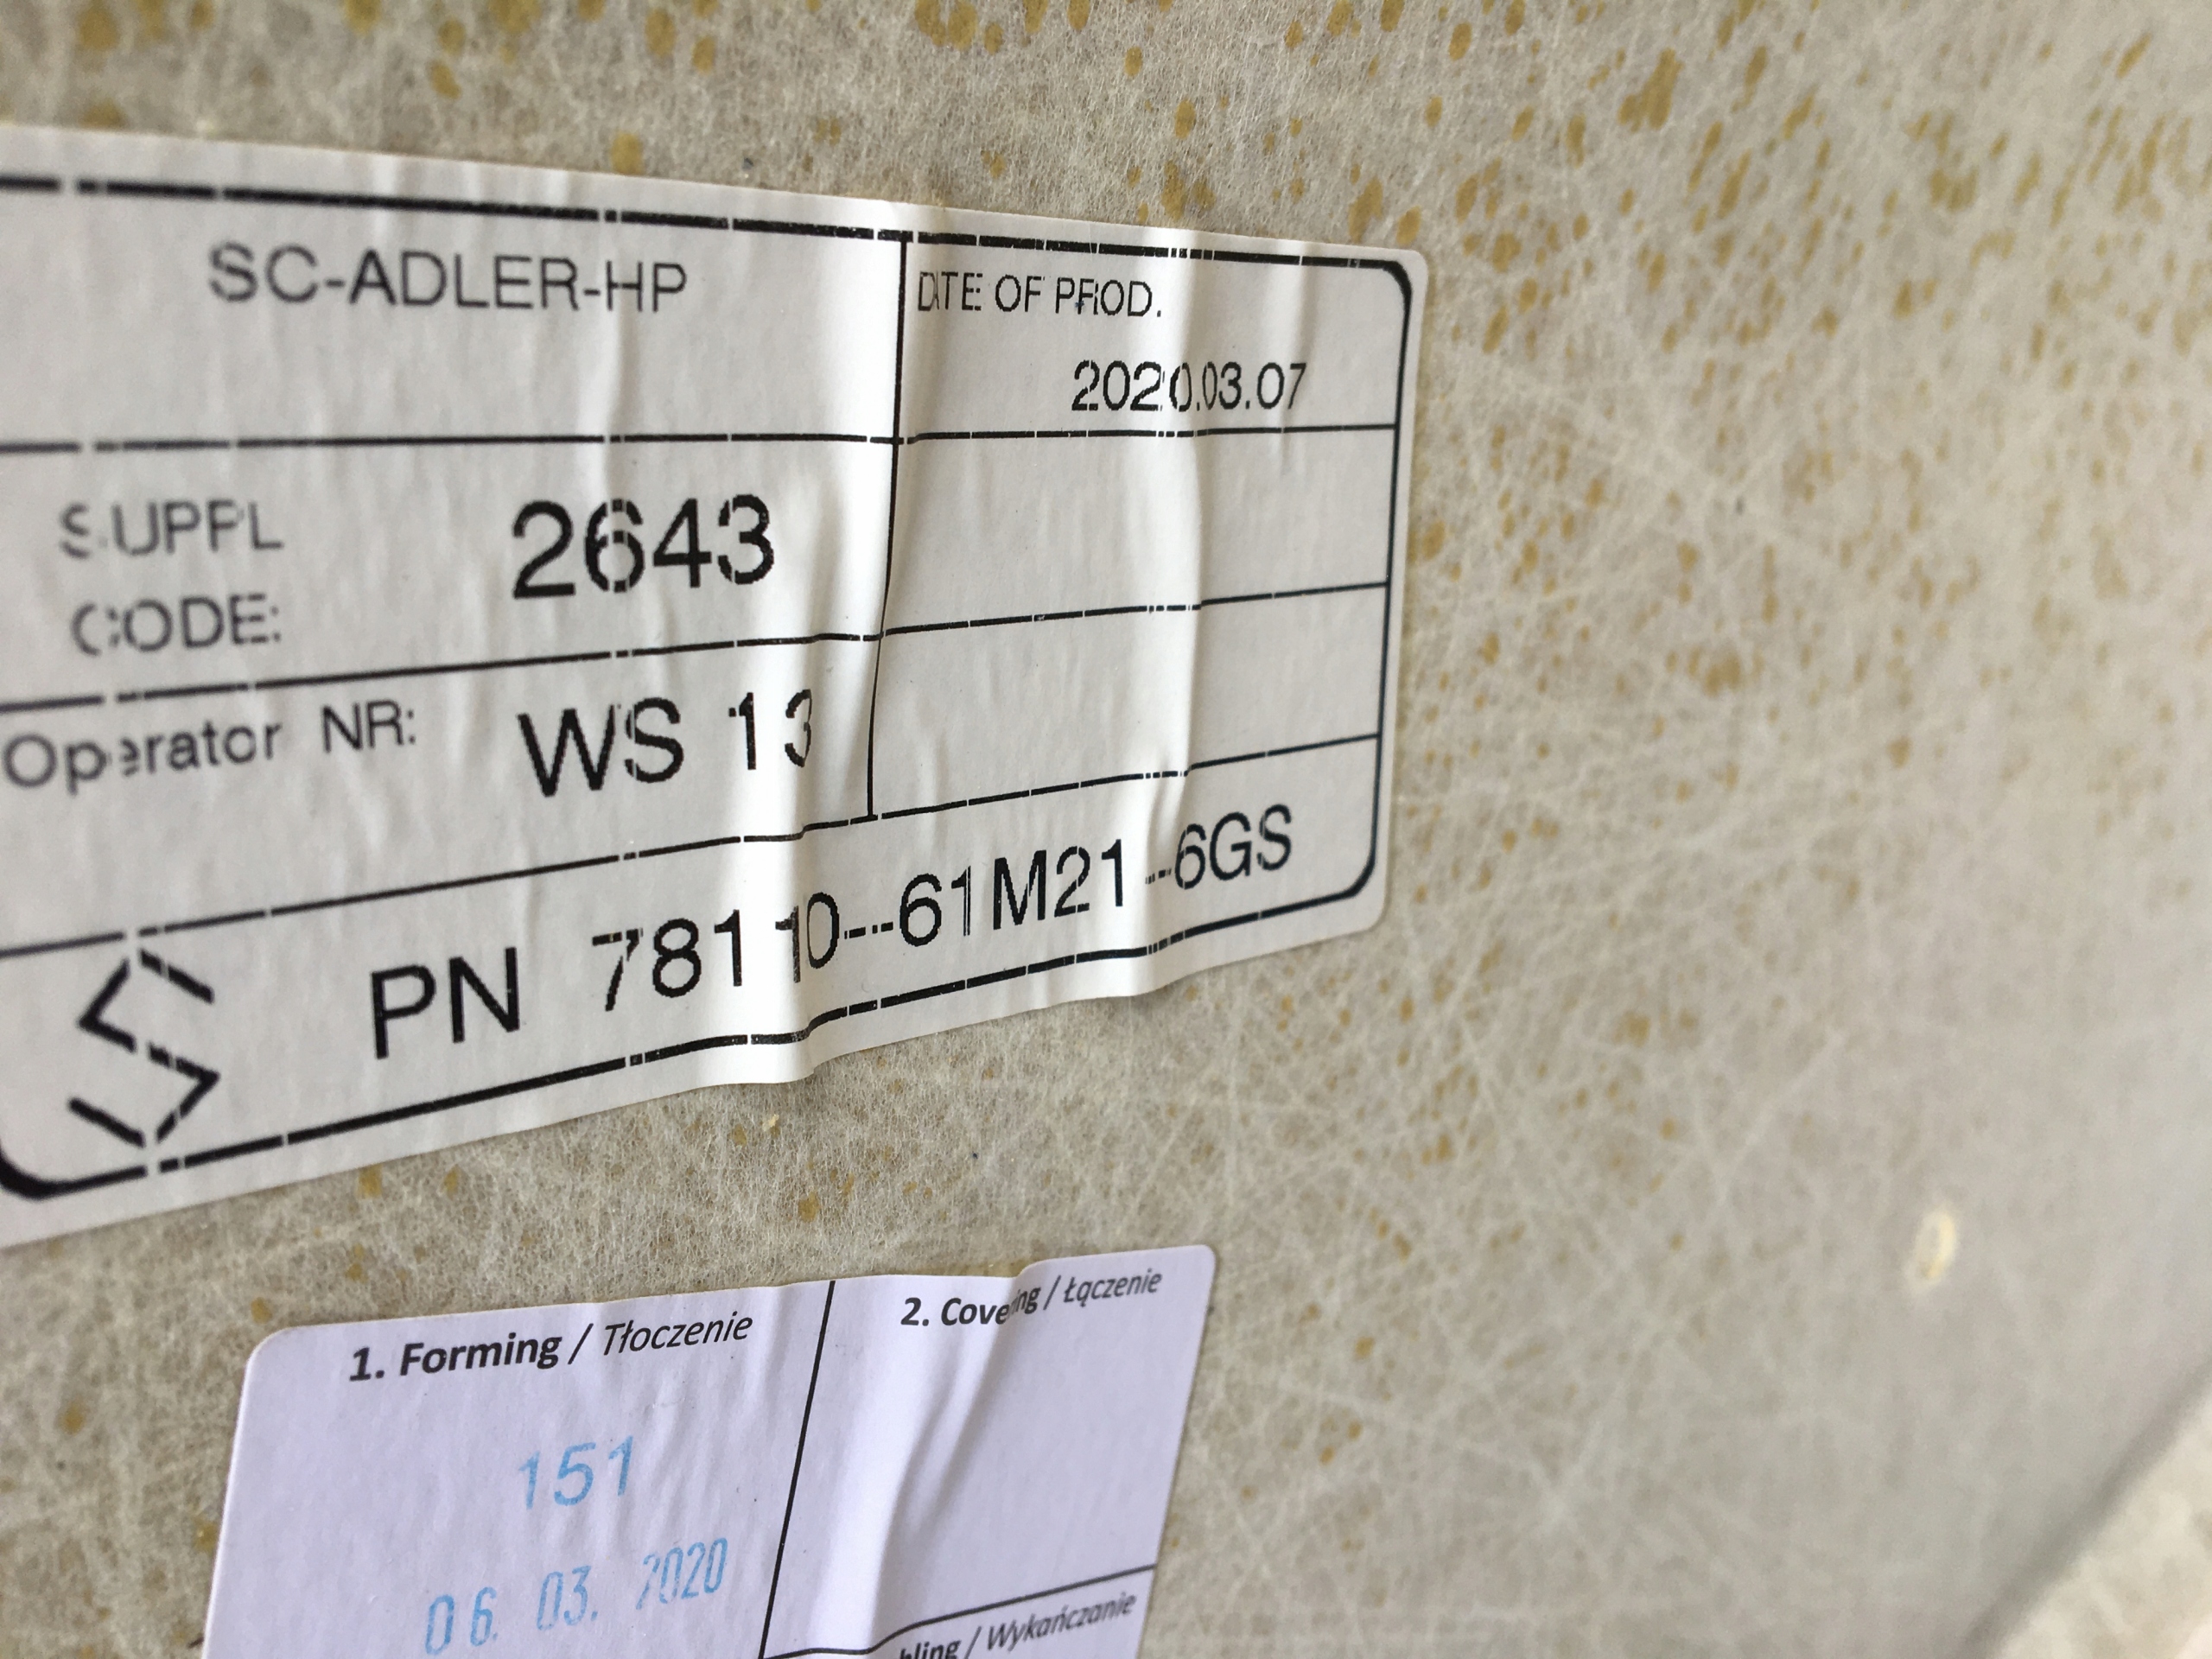 SC-ADLER-HP
DATE OF PROD.
2020.03.07
SUPPL
CODE:
2643
Operator NR: WS 13
PN 78110-61M21-6GS
1. Forming / Tłoczenie
151
06. 03. 2020
2. Covering / Łączenie
/ Wykańczanie